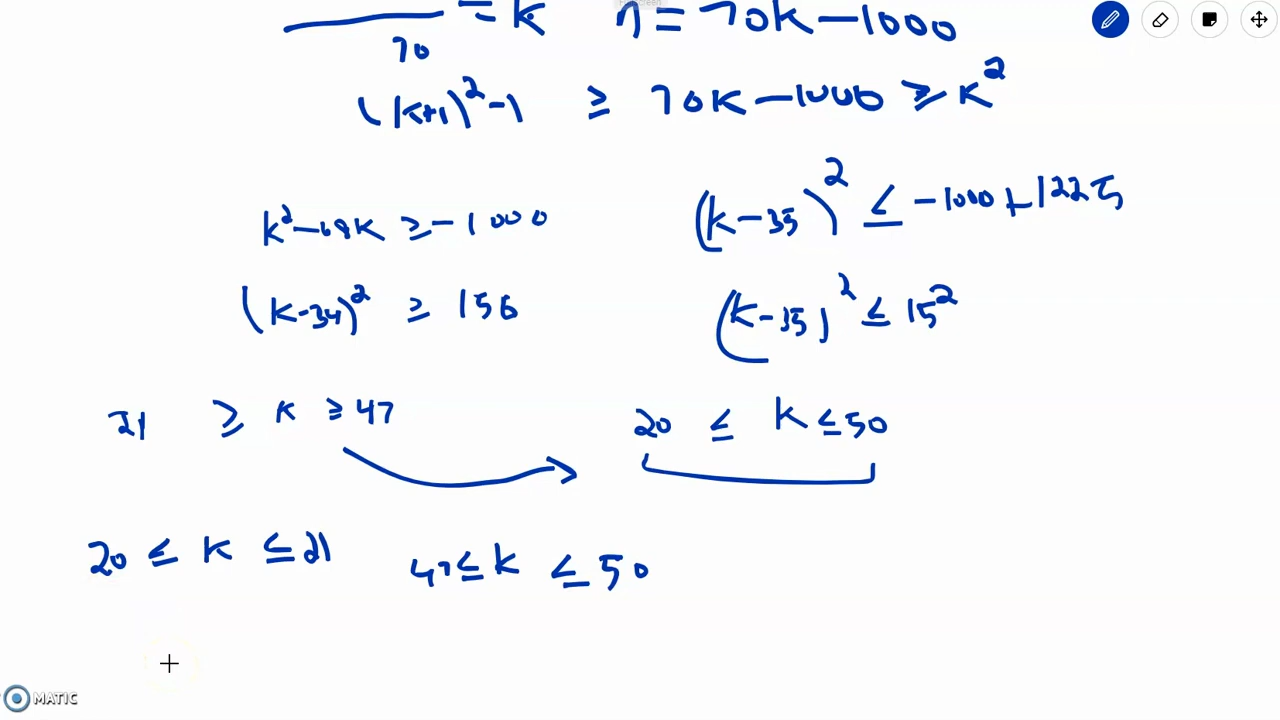 = k n = 70k - 1000
70
(k+1)² - 1 ≥ 70k - 1000 ≥ k²
(k - 35)² ≤ -1000 + 1225
k² - 68k ≥ -1000
(k - 34)² ≥ 156 (k - 35)² ≤ 15²
21 ≥ k ≥ 47 20 ≤ k ≤ 50
20 ≤ k ≤ 21 47 ≤ k ≤ 50
MATIC